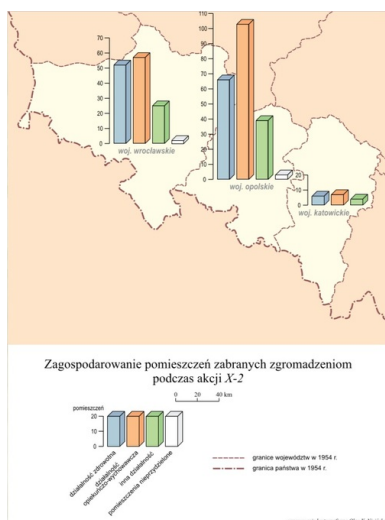 110
100
90
80
70
60
50
40
30
20
10
0
woj. opolskie
70
60
50
40
30
20
10
0
woj. wrocławskie
20
10
0
woj. katowickie
Zagospodarowanie pomieszczeń zabranych zgromadzeniom
podczas akcji X-2
0 20 40 km
pomieszczeń
20
10
0
działalność zdrowotna
działalność
opiekuńczo-wychowawcza
inna działalność
pomieszczenia nieprzydzielone
granice województw w 1954 r.
granica państwa w 1954 r.